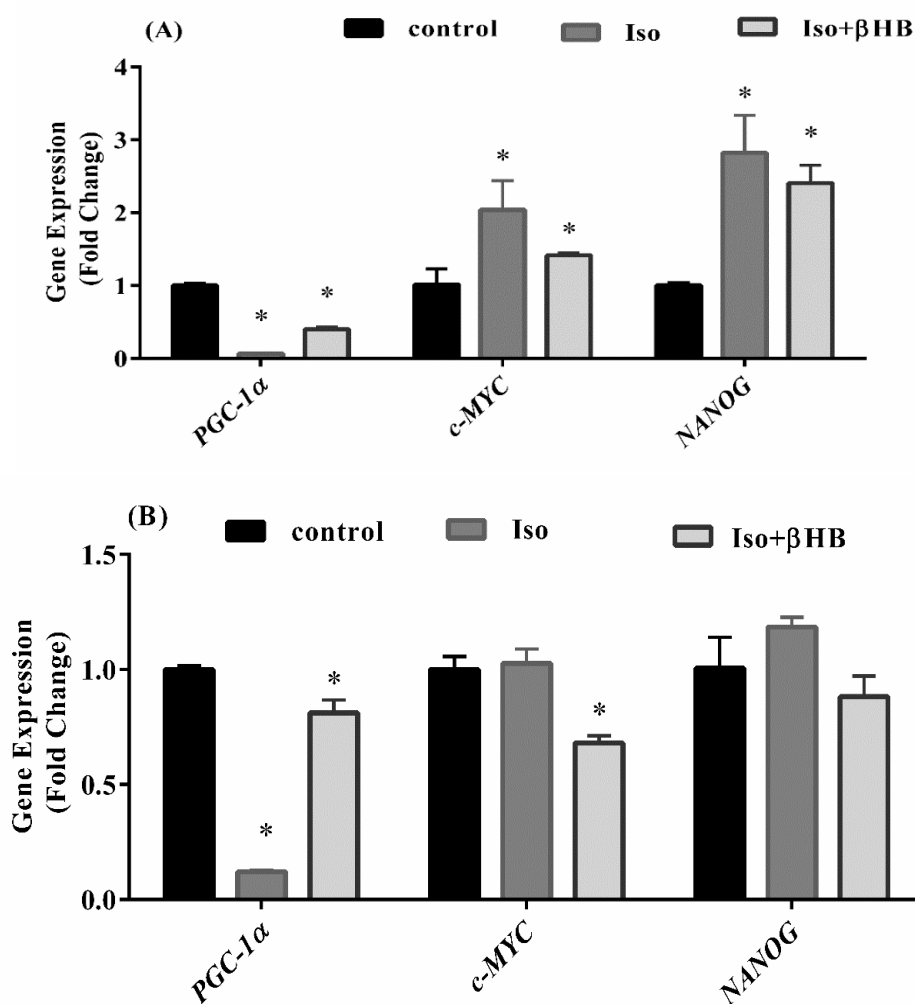 (A) control Iso Iso+βHB
Gene Expression
(Fold Change)
4
3
2
1
0
* * * * * *
PGC-1α c-MYC NANOG
(B) control Iso Iso+βHB
Gene Expression
(Fold Change)
1.5
1.0
0.5
0.0
* * *
PGC-1α c-MYC NANOG